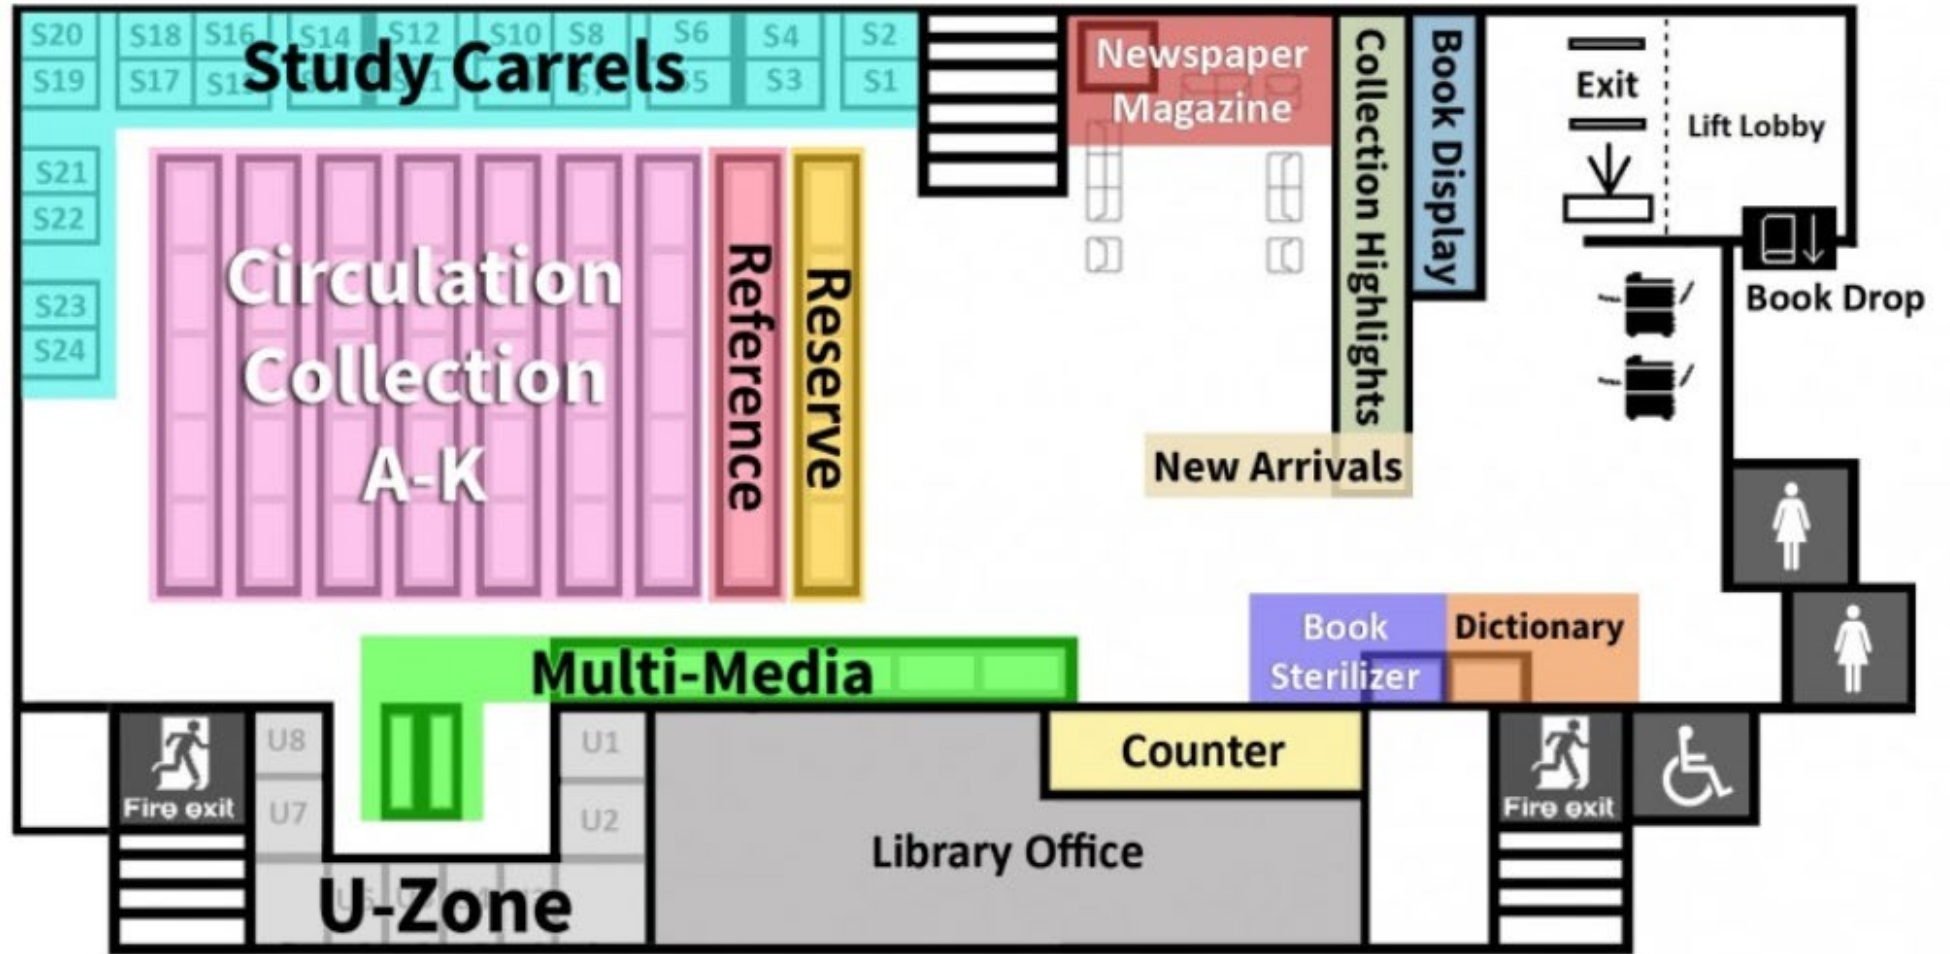 S20 S18 S16 S14 S12 S10 S8 S6 S4 S2
Study Carrels
S19 S17 S3 S1
S21
S22
S23
S24
Circulation
Collection
A-K
Reference
Reserve
Newspaper
Magazine
Collection Highlights
Book Display
Exit
Lift Lobby
Book Drop
New Arrivals
Book
Sterilizer
Dictionary
Multi-Media
Fire exit
U8
U7
U1
U2
U-Zone
Counter
Library Office
Fire exit